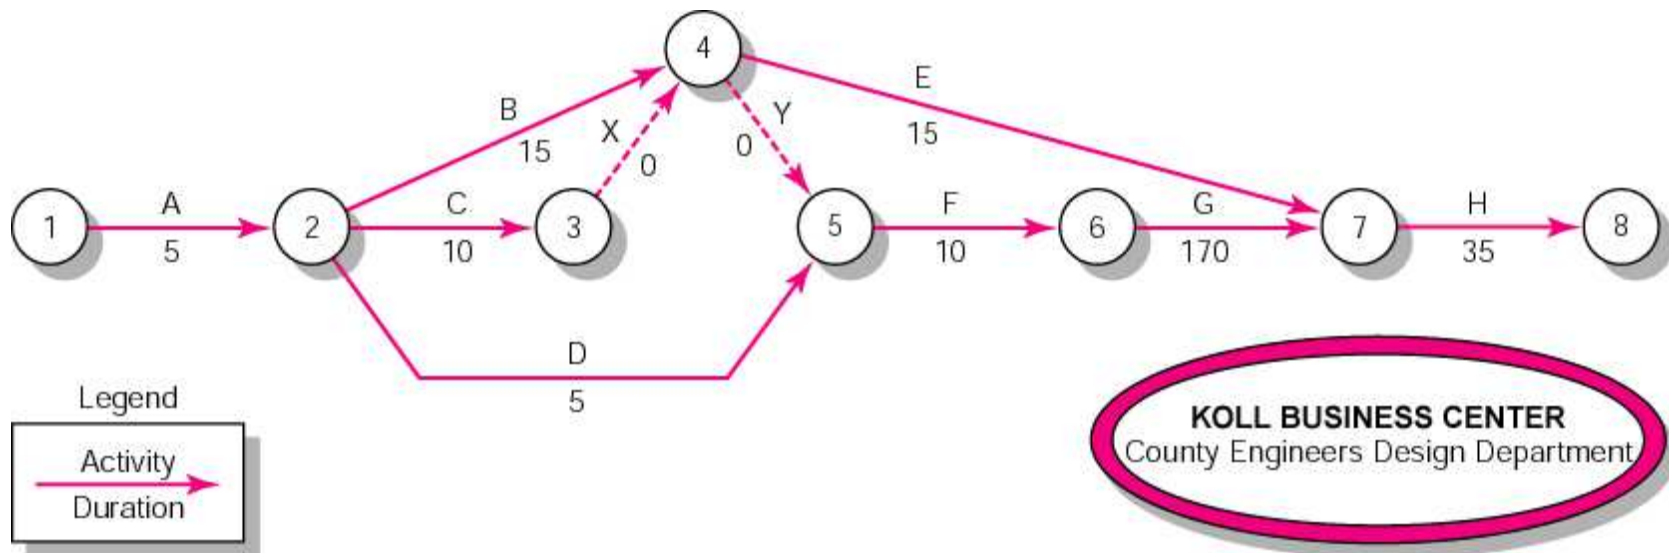 4
E
B
Y
X
15
15
0
0
A
C
F
G
H
1
2
3
5
6
7
8
5
10
10
170
35
D
5
Legend
Activity
Duration
KOLL BUSINESS CENTER
County Engineers Design Department